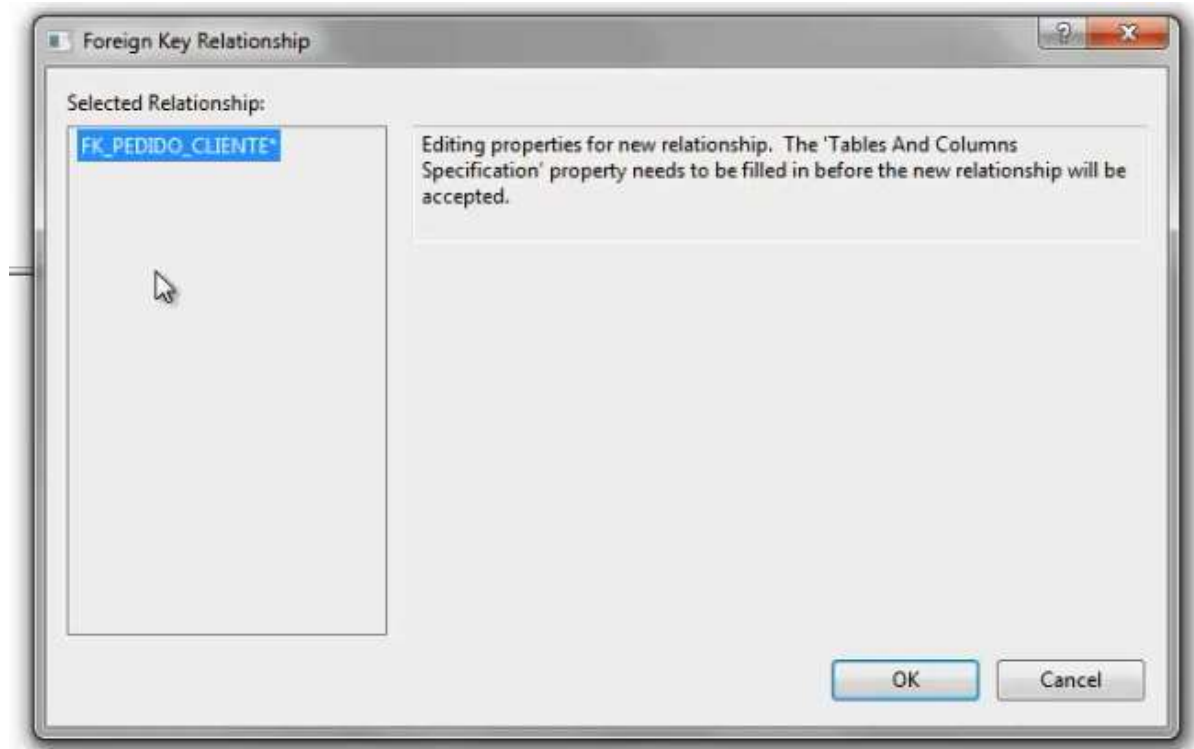 Foreign Key Relationship
Selected Relationship:
FK_PEDIDO_CLIENTE*
Editing properties for new relationship. The 'Tables And Columns
Specification' property needs to be filled in before the new relationship will be
accepted.
OK
Cancel